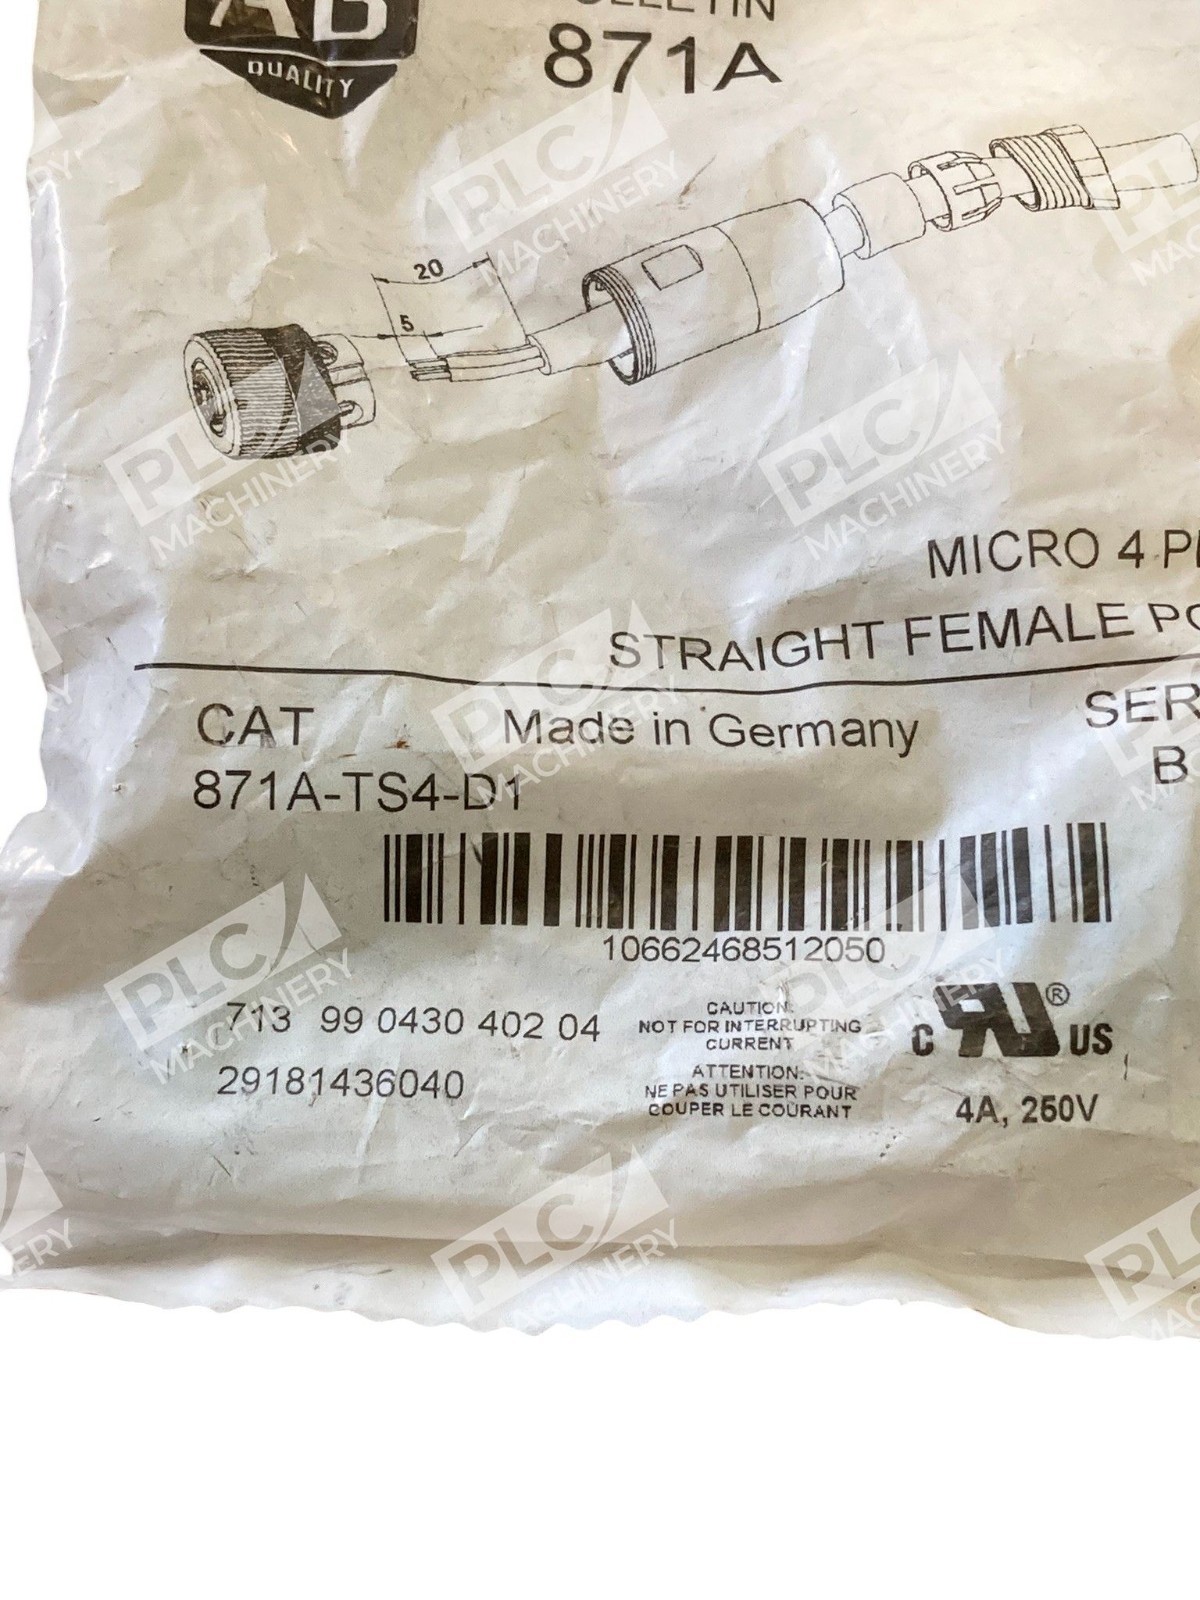 AB
QUALITY
871A
20
5
MICRO 4
STRAIGHT FEMALE
CAT
Made in Germany
871A-TS4-D1
B
10662468512050
713 99 0430 402 04
29181436040
CAUTION:
NOT FOR INTERRUPTING
CURRENT
ATTENTION:
NE PAS UTILISER POUR
COUPER LE COURANT
C UR ® US
4A, 250V
PLC MACHINERY